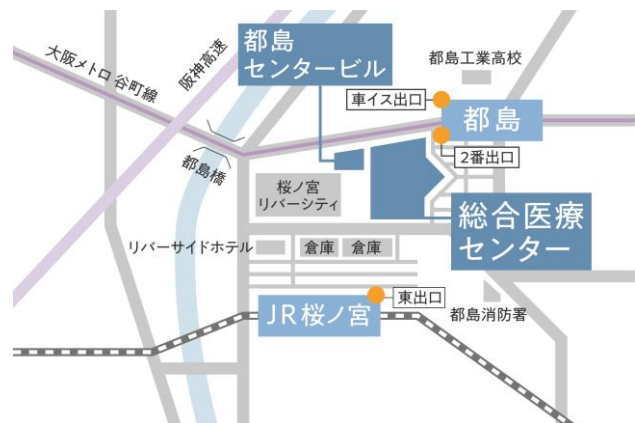 都島
センタービル
都島工業高校
大阪メトロ 谷町線
阪神高速
車イス出口
都島
2番出口
都島橋
桜ノ宮
リバーシティ
総合医療
センター
リバーサイドホテル
倉庫
倉庫
東出口
JR桜ノ宮
都島消防署